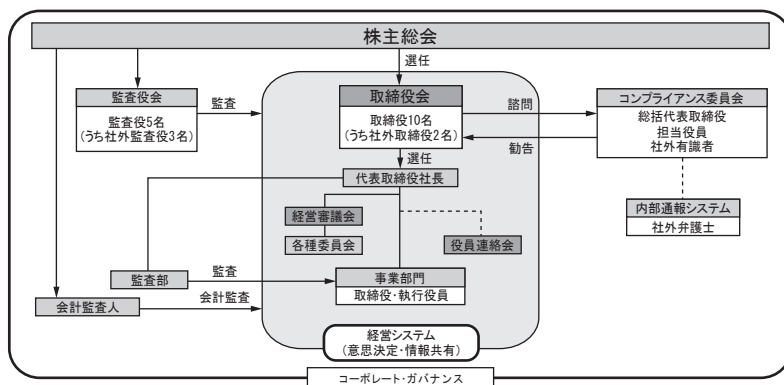 株主総会
選任
監査役会
監査役5名
(うち社外監査役3名)
監査
取締役会
取締役10名
(うち社外取締役2名)
諮問
勧告
コンプライアンス委員会
総括代表取締役
担当役員
社外有識者
選任
代表取締役社長
経営審議会
各種委員会
役員連絡会
内部通報システム
社外弁護士
監査部
監査
事業部門
取締役・執行役員
会計監査人
会計監査
経営システム
(意思決定・情報共有)
コーポレート・ガバナンス